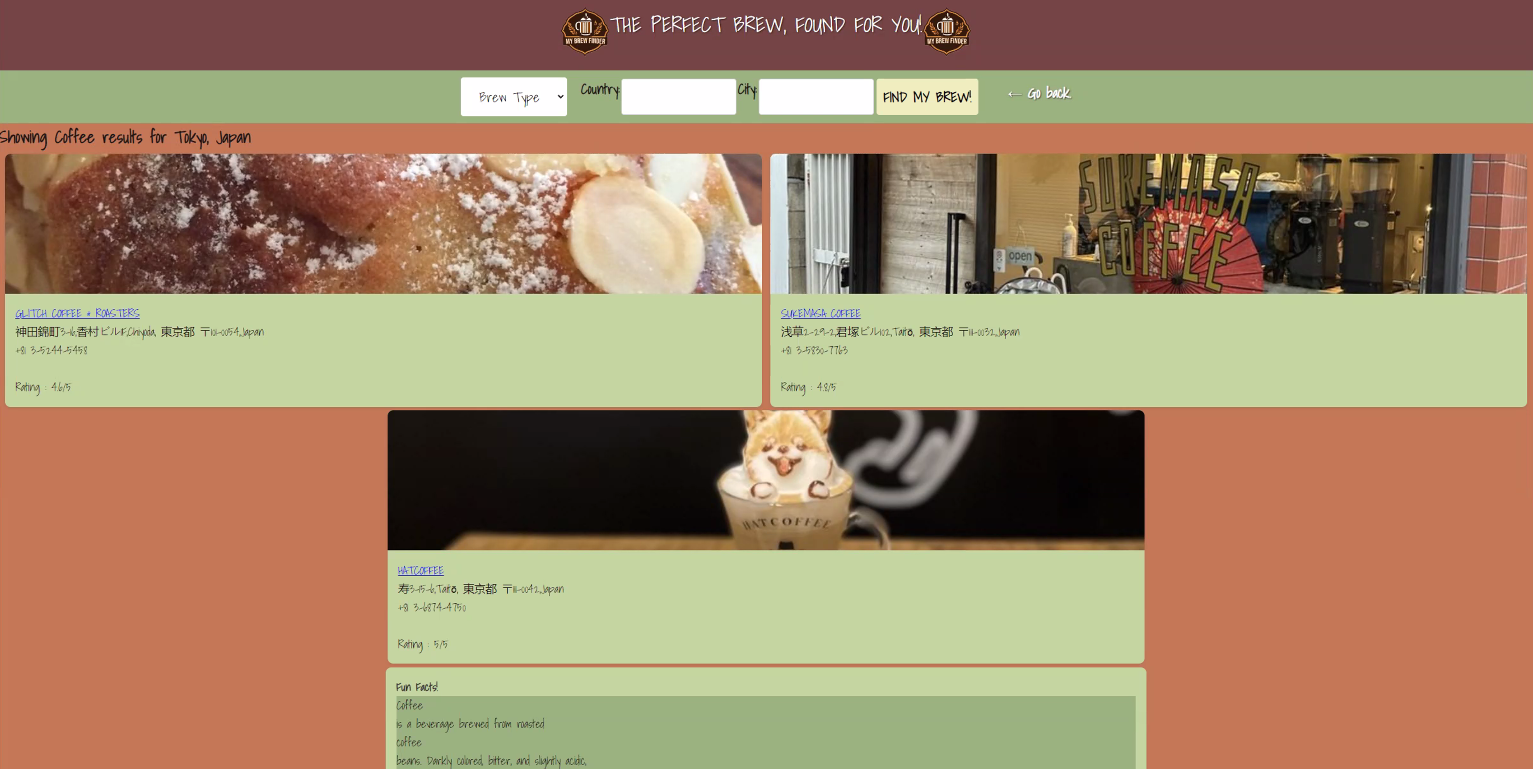 MY BREW FINDER
THE PERFECT BREW, FOUND FOR YOU!
MY BREW FINDER
Brew Type
Country:
City:
FIND MY BREW!
← Go back.
Showing Coffee results for Tokyo, Japan
SUKEMASA
COFFEE
open
GLITCH COFFEE & ROASTERS
神田錦町3-16,香村ビル1F,Chiyoda, 東京都 〒101-0054,Japan
+81 3-5244-5458
Rating : 4.6/5
SUKEMASA COFFEE
浅草2-29-2,君塚ビル102,Taitō, 東京都 〒111-0032,Japan
+81 3-5830-7763
Rating : 4.8/5
HATCOFFEE
HATCOFFEE
寿3-15-6,Taitō, 東京都 〒111-0042,Japan
+81 3-6874-4750
Rating : 5/5
Fun Facts!
Coffee
is a beverage brewed from roasted
coffee
beans. Darkly colored, bitter, and slightly acidic,